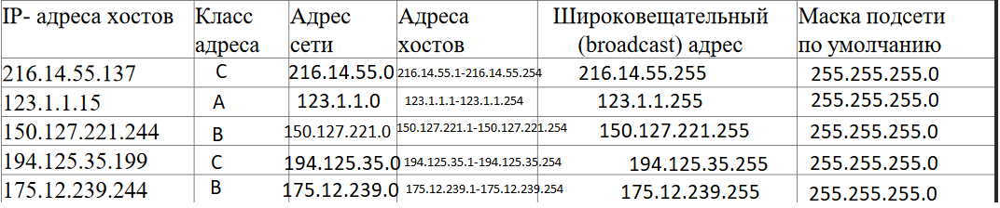 IP- адреса хостов Класс адреса Адрес сети Адреса хостов Широковещательный (broadcast) адрес Маска подсети по умолчанию
216.14.55.137 C 216.14.55.0 216.14.55.1-216.14.55.254 216.14.55.255 255.255.255.0
123.1.1.15 A 123.1.1.0 123.1.1.1-123.1.1.254 123.1.1.255 255.255.255.0
150.127.221.244 B 150.127.221.0 150.127.221.1-150.127.221.254 150.127.221.255 255.255.255.0
194.125.35.199 C 194.125.35.0 194.125.35.1-194.125.35.254 194.125.35.255 255.255.255.0
175.12.239.244 B 175.12.239.0 175.12.239.1-175.12.239.254 175.12.239.255 255.255.255.0